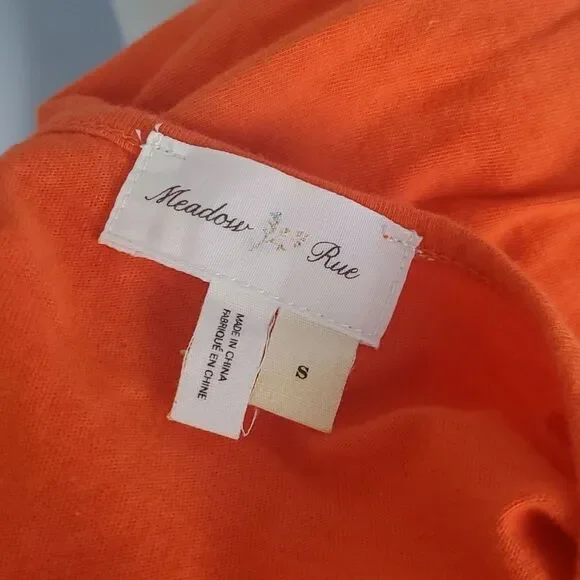 Meadow Rue
MADE IN CHINA
FABRIQUÉ EN CHINE
S